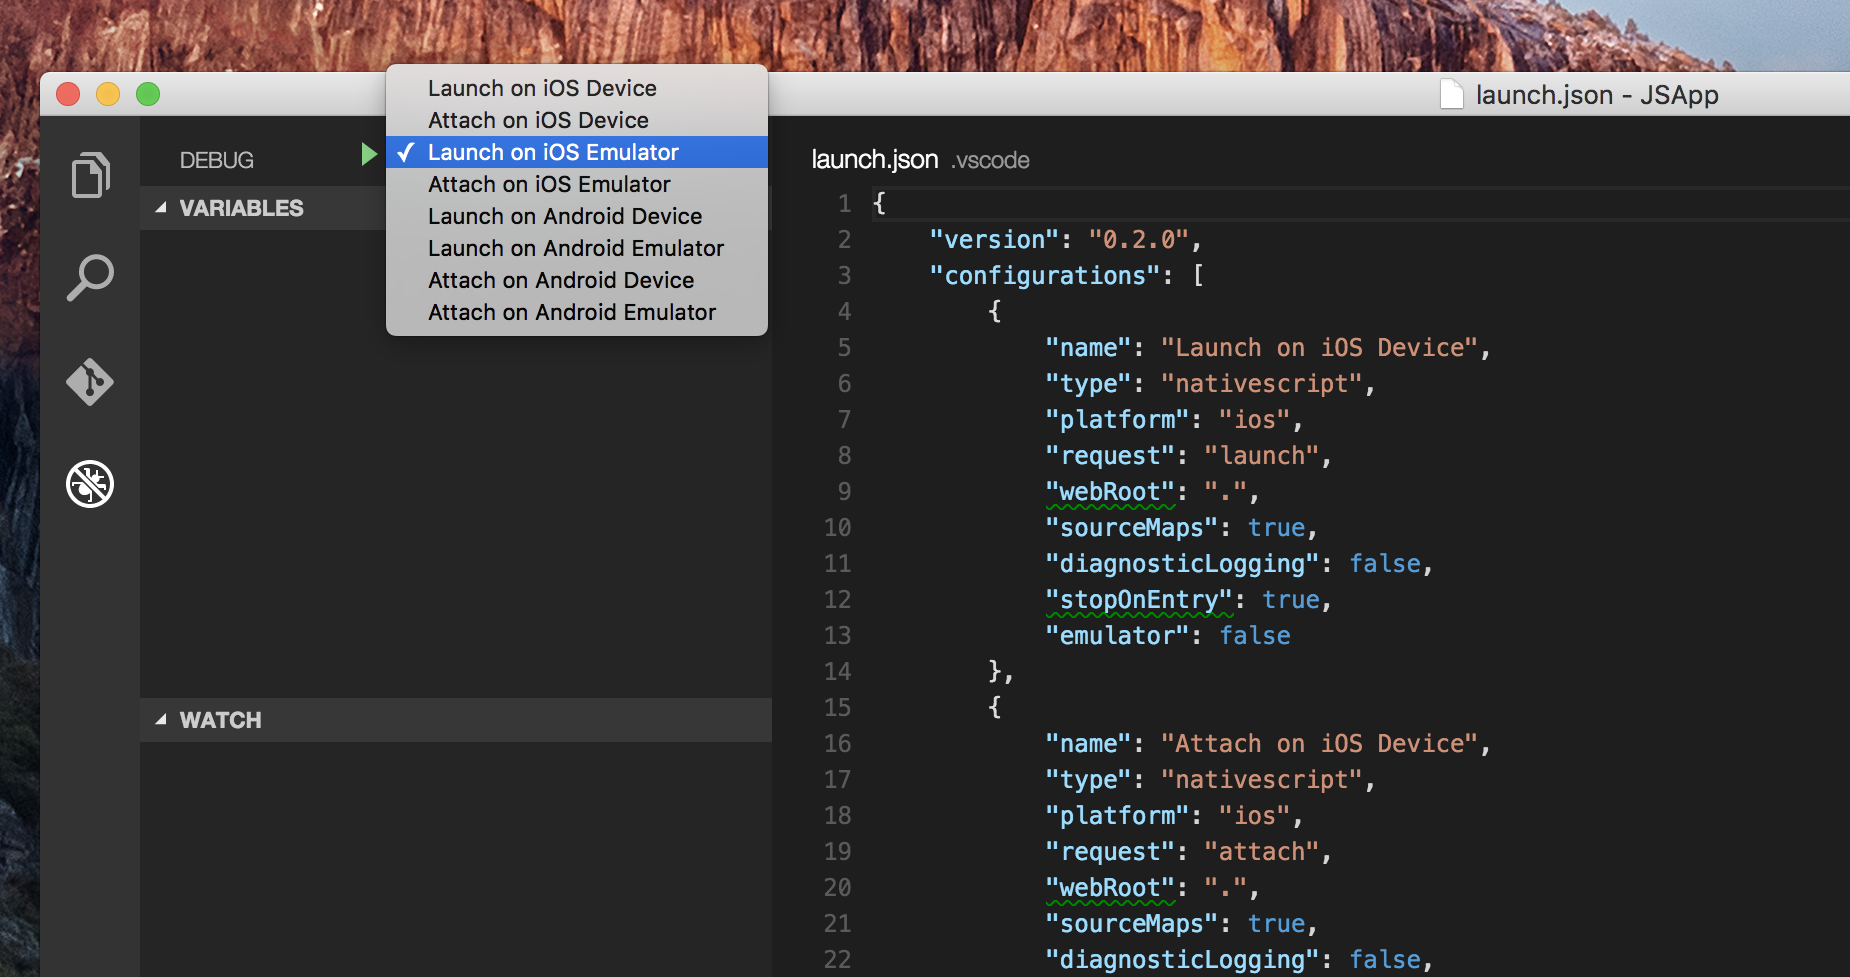 launch.json - JSApp
DEBUG
Launch on iOS Device
Attach on iOS Device
✓ Launch on iOS Emulator
Attach on iOS Emulator
Launch on Android Device
Launch on Android Emulator
Attach on Android Device
Attach on Android Emulator
VARIABLES
WATCH
launch.json .vscode
1 {
2 "version": "0.2.0",
3 "configurations": [
4 {
5 "name": "Launch on iOS Device",
6 "type": "nativescript",
7 "platform": "ios",
8 "request": "launch",
9 "webRoot": ".",
10 "sourceMaps": true,
11 "diagnosticLogging": false,
12 "stopOnEntry": true,
13 "emulator": false
14 },
15 {
16 "name": "Attach on iOS Device",
17 "type": "nativescript",
18 "platform": "ios",
19 "request": "attach",
20 "webRoot": ".",
21 "sourceMaps": true,
22 "diagnosticLogging": false,